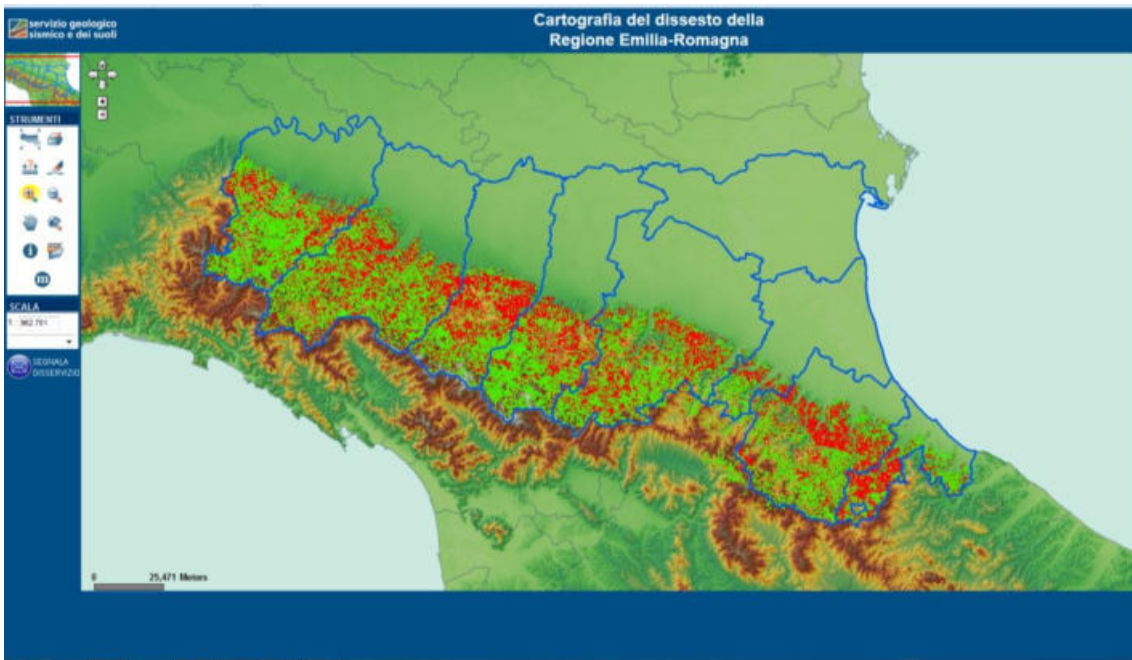 servizio geologico
sismico e dei suoli
Cartografia del dissesto della
Regione Emilia-Romagna
STRUMENTI
i
m
SCALA
SEGNALA
DISSERVIZIO
0 25,471 Meters